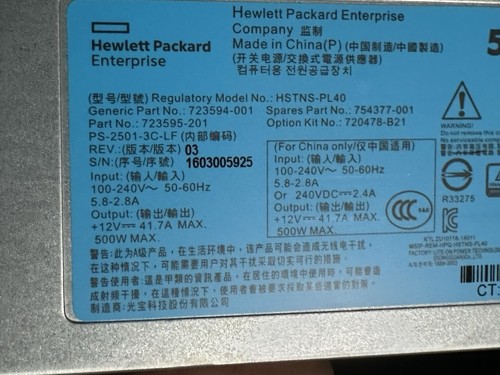 Hewlett Packard
Enterprise
Hewlett Packard Enterprise
Company 监制
Made in China(P) (中国制造/中國製造)
(开关电源/交換式電源供應器)
컴퓨터용 전원공급장치
5
(型号/型號) Regulatory Model No.: HSTNS-PL40
Generic Part No.: 723594-001 Spares Part No.: 754377-001
Part No.: 723595-201 Option Kit No.: 720478-B21
PS-2501-3C-LF (内部编码)
REV.: (版本/版本) 03
S/N: (序号/序號) 1603005925
Input: (输入/輸入)
100-240V~ 50-60Hz
5.8-2.8A
Output: (输出/輸出)
+12V⎓ 41.7A MAX.
500W MAX.
(For China only/仅中国适用)
Input: (输入/輸入)
100-240V~ 50-60Hz
5.8-2.8A
Or 240VDC⎓2.4A
Output: (输出/輸出)
+12V⎓ 41.7A MAX.
500W MAX.
CCC
WARNING!
R33275
警告:此为A级产品,在生活环境中,该产品可能会造成无线电干扰,
在这种情况下,可能需要用户对其干扰采取切实可行的措施。
警告使用者:這是甲類的資訊產品,在居住的環境中使用時,可能會造
成射頻干擾,在這種情況下,使用者會被要求採取某些適當的對策。
制造商:光宝科技股份有限公司
CT: